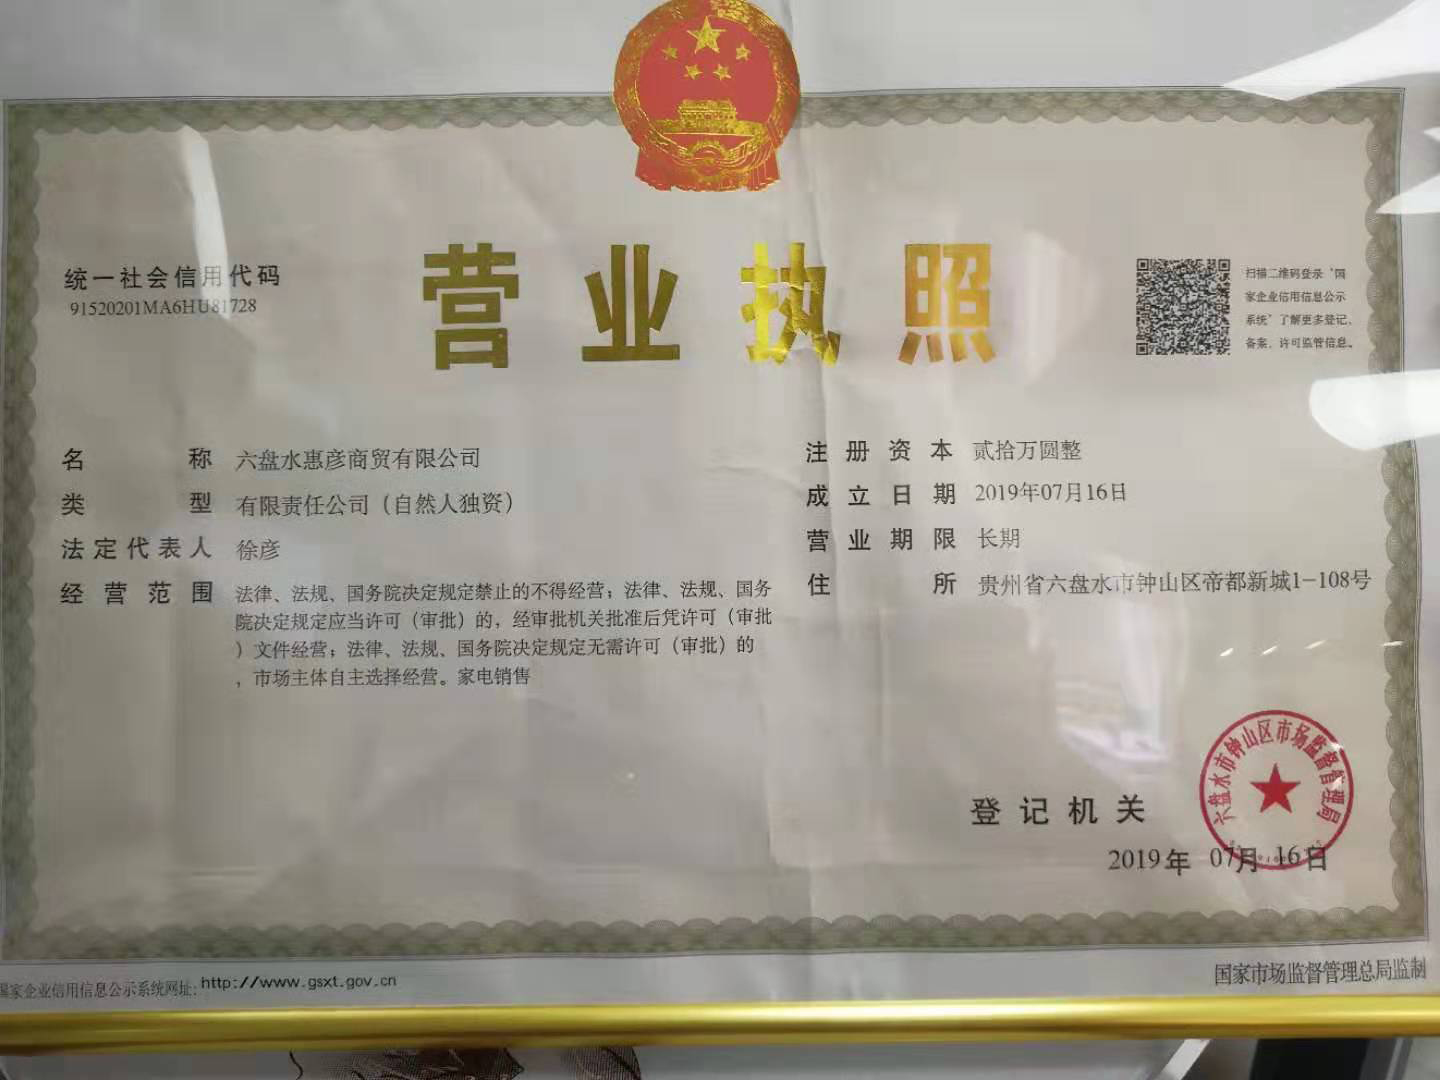 统一社会信用代码
91520201MA6HU81728
营业执照
扫描二维码登录“国
家企业信用信息公示
系统”了解更多登记、
备案、许可监管信息。
名称 六盘水惠彦商贸有限公司
类型 有限责任公司（自然人独资）
法定代表人 徐彦
经营范围 法律、法规、国务院决定规定禁止的不得经营；法律、法规、国务
院决定规定应当许可（审批）的，经审批机关批准后凭许可（审批
）文件经营；法律、法规、国务院决定规定无需许可（审批）的
，市场主体自主选择经营。家电销售
注册资本 贰拾万圆整
成立日期 2019年07月16日
营业期限 长期
住所 贵州省六盘水市钟山区帝都新城1-108号
六盘水市钟山区市场监督管理局
登记机关
2019年 07月 16日
国家企业信用信息公示系统网址：http://www.gsxt.gov.cn
国家市场监督管理总局监制